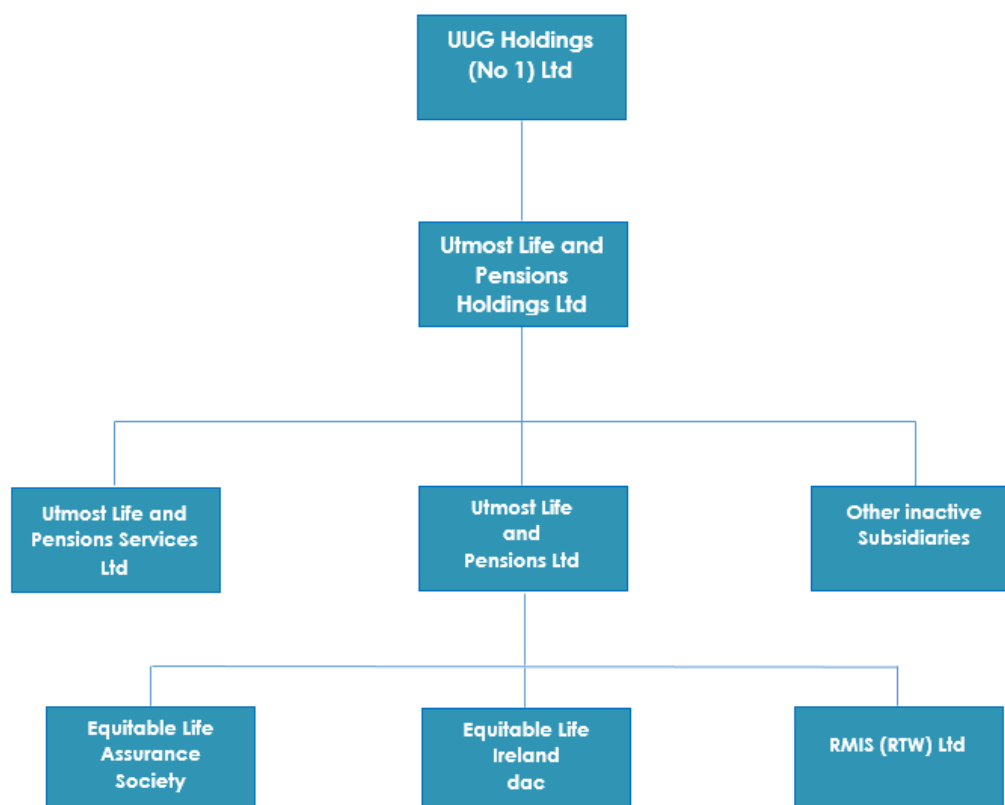 UUG Holdings
(No 1) Ltd
Utmost Life and
Pensions
Holdings Ltd
Utmost Life and
Pensions Services
Ltd
Utmost Life
and
Pensions Ltd
Other inactive
Subsidiaries
Equitable Life
Assurance
Society
Equitable Life
Ireland
dac
RMIS (RTW) Ltd